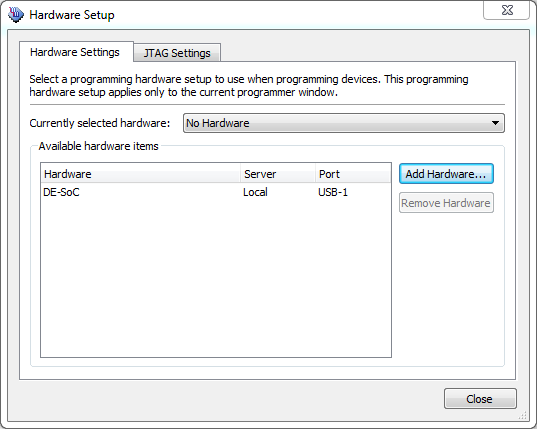 Hardware Setup
Hardware Settings
JTAG Settings
Select a programming hardware setup to use when programming devices. This programming
hardware setup applies only to the current programmer window.
Currently selected hardware:
No Hardware
Available hardware items
Hardware Server Port
DE-SoC Local USB-1
Add Hardware...
Remove Hardware
Close